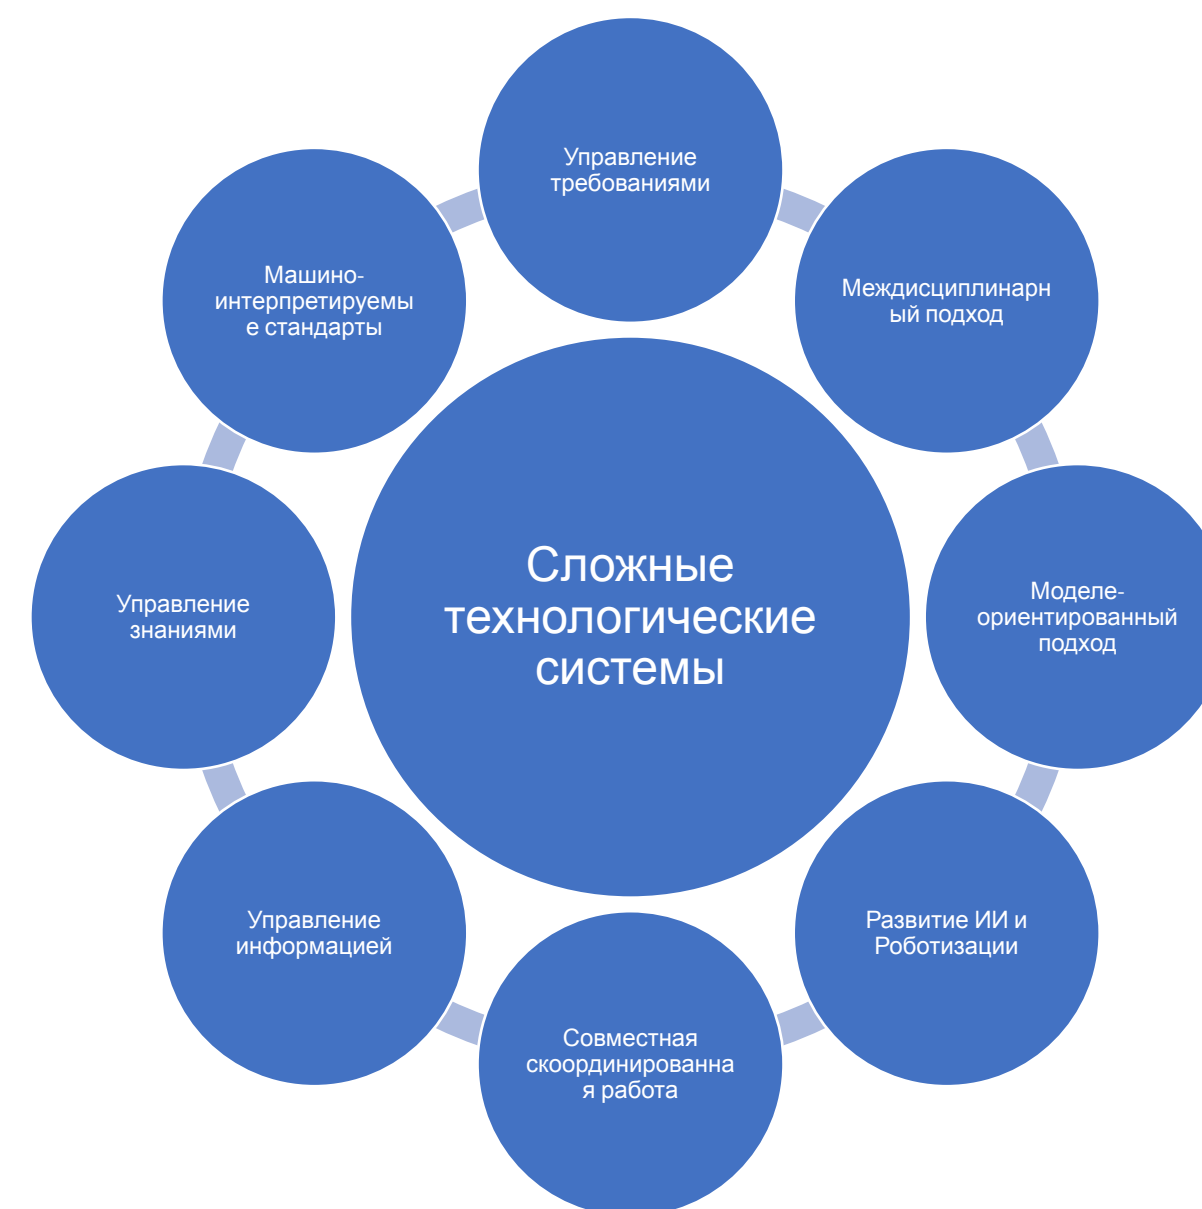 Управление
требованиями
Машино-
интерпретируемы
е стандарты
Междисциплинарн
ый подход
Сложные
технологические
системы
Управление
знаниями
Моделе-
ориентированный
подход
Управление
информацией
Развитие ИИ и
Роботизации
Совместная
скоординированна
я работа